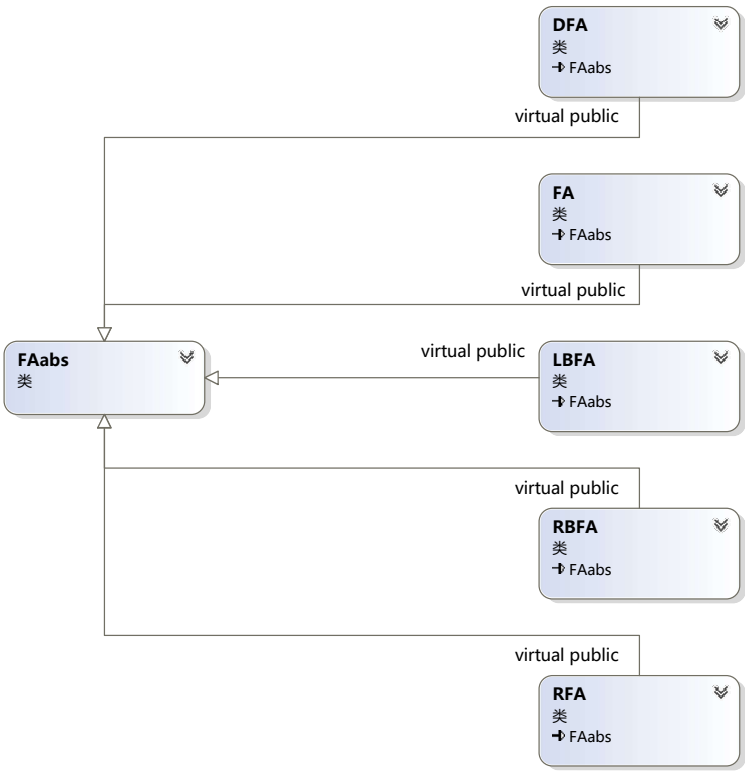 DFA
类
FAabs
virtual public
FA
类
FAabs
virtual public
FAabs
类
virtual public
LBFA
类
FAabs
virtual public
RBFA
类
FAabs
virtual public
RFA
类
FAabs